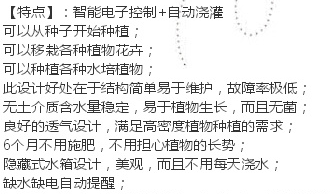 【特点】：智能电子控制+自动浇灌
可以从种子开始种植；
可以移栽各种植物花卉；
可以种植各种水培植物；
此设计好处在于结构简单易于维护，故障率极低；
无土介质含水量稳定，易于植物生长，而且无菌；
良好的透气设计，满足高密度植物种植的需求；
6个月不用施肥，不用担心植物的长势；
隐藏式水箱设计，美观，而且不用每天浇水；
缺水缺电自动提醒；